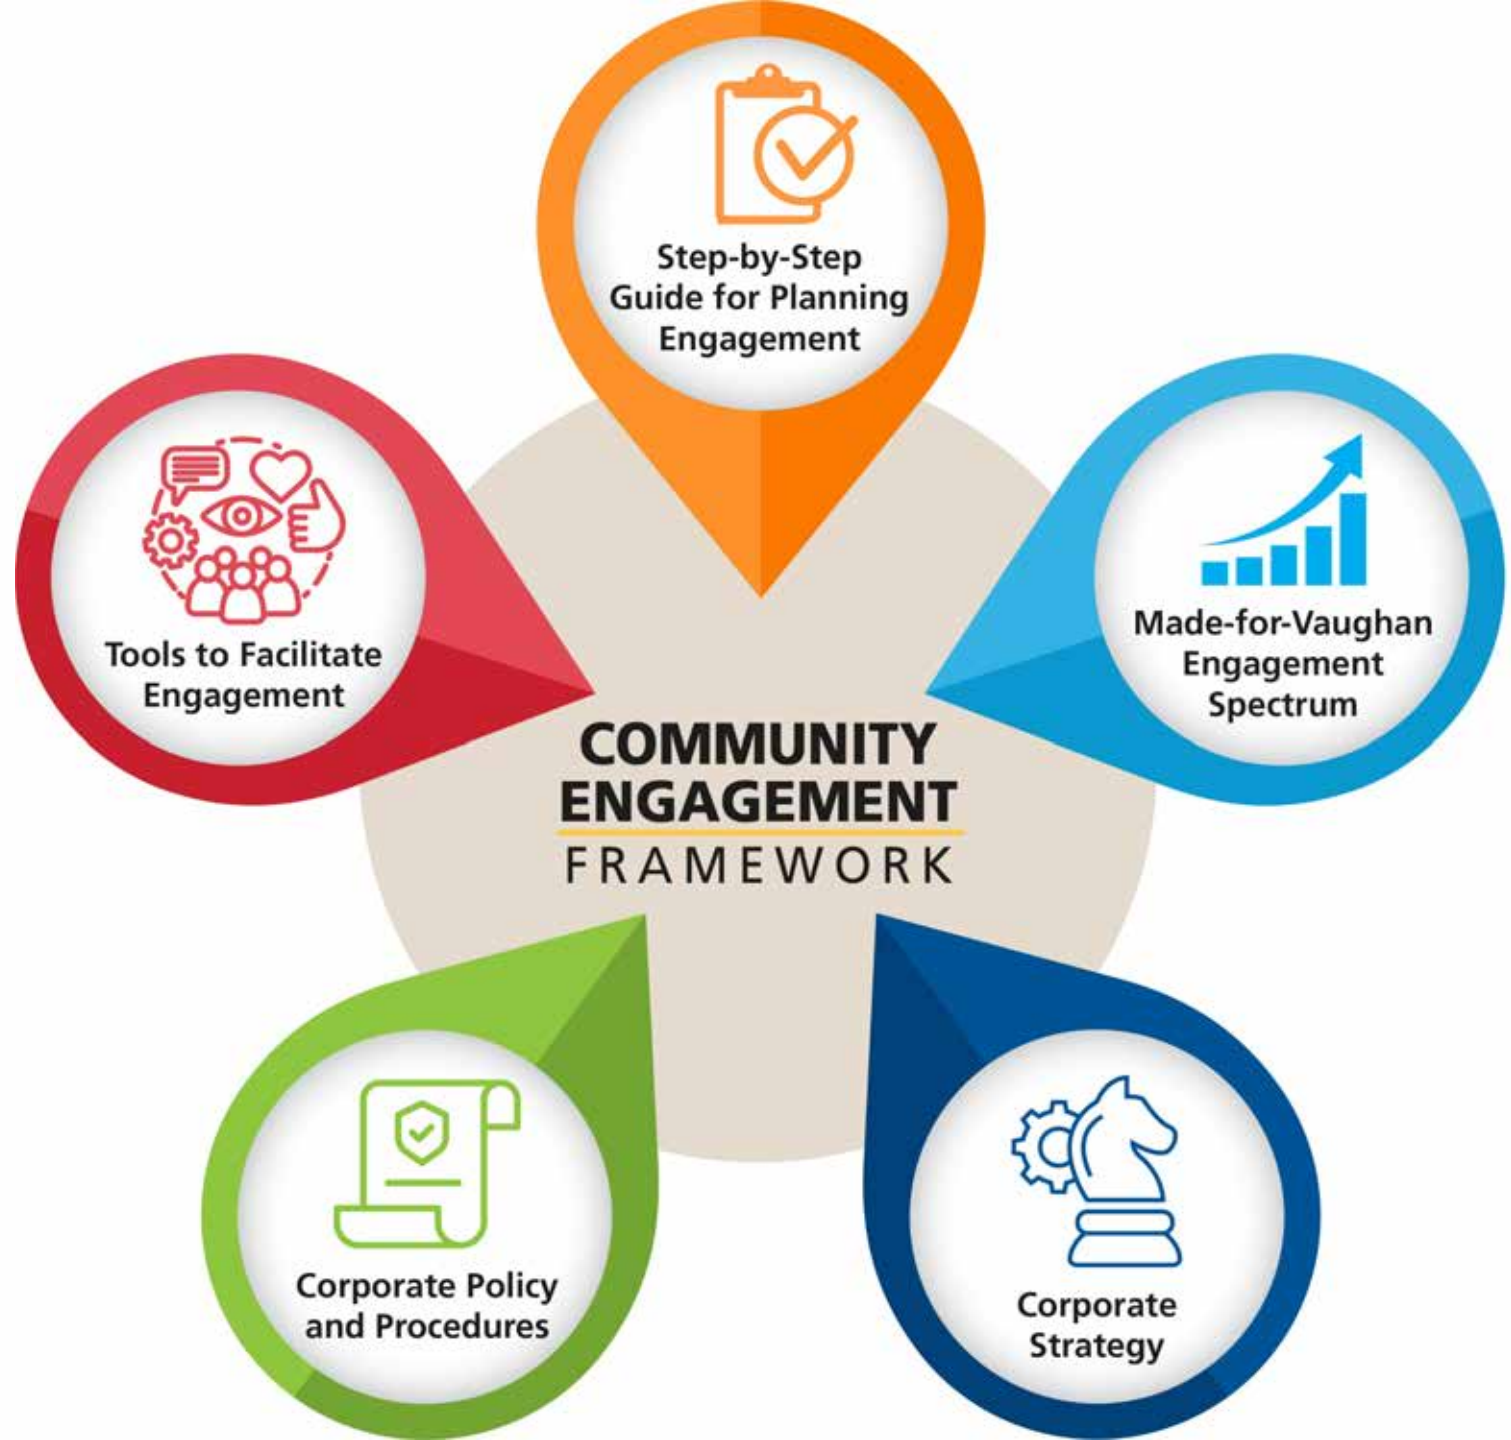 Step-by-Step
Guide for Planning
Engagement
Tools to Facilitate
Engagement
Made-for-Vaughan
Engagement
Spectrum
COMMUNITY
ENGAGEMENT
FRAMEWORK
Corporate Policy
and Procedures
Corporate
Strategy